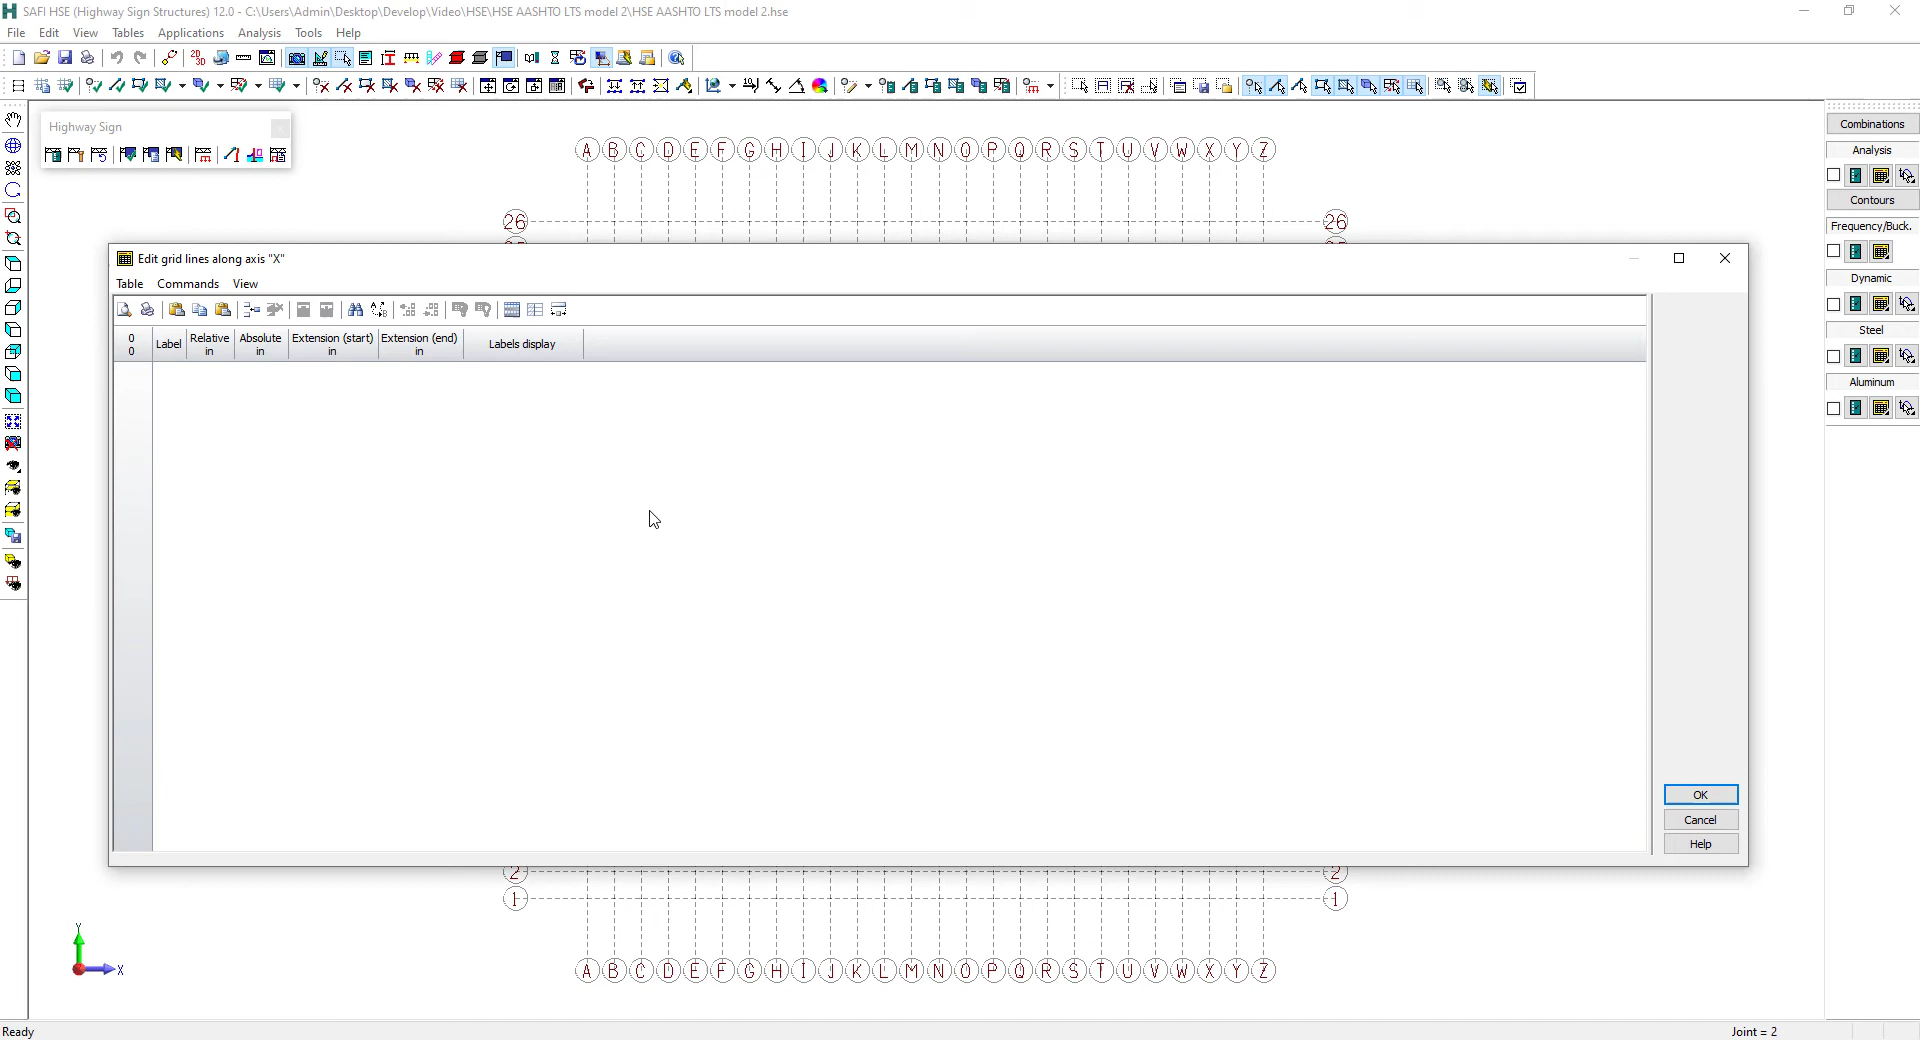 SAFI HSE (Highway Sign Structures) 12.0 - C:\Users\Admin\Desktop\Develop\Video\HSE\HSE AASHTO LTS model 2\HSE AASHTO LTS model 2.hse
File Edit View Tables Applications Analysis Tools Help
Highway Sign
A B C D E F G H I J K L M N O P Q R S T U V W X Y Z
26 26
Combinations
Analysis
Contours
Frequency/Buck.
Dynamic
Steel
Aluminum
Edit grid lines along axis "X"
Table Commands View
0 Label Relative Absolute Extension (start) Extension (end) Labels display
0 in in in in
OK
Cancel
Help
2 2
1 1
Y
X
A B C D E F G H I J K L M N O P Q R S T U V W X Y Z
Ready Joint = 2